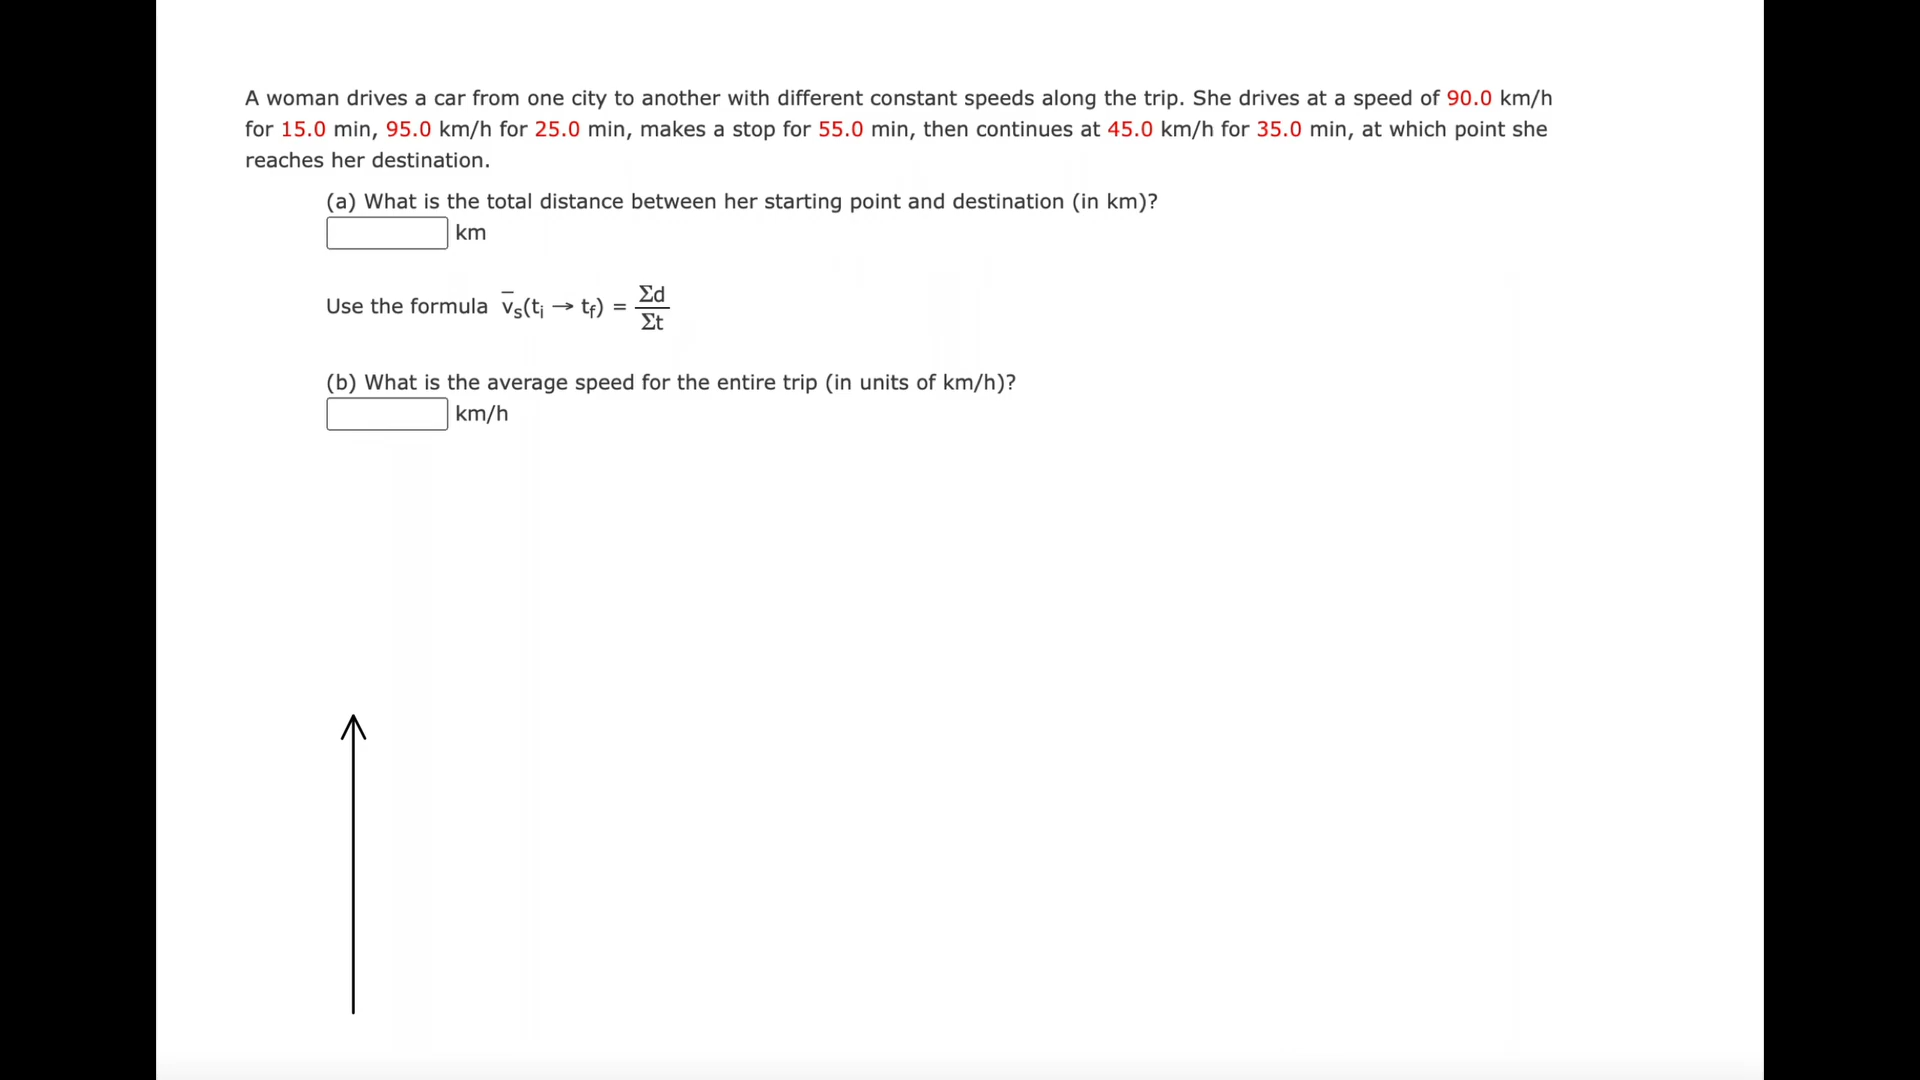 A woman drives a car from one city to another with different constant speeds along the trip. She drives at a speed of 90.0 km/h
for 15.0 min, 95.0 km/h for 25.0 min, makes a stop for 55.0 min, then continues at 45.0 km/h for 35.0 min, at which point she
reaches her destination.
(a) What is the total distance between her starting point and destination (in km)?
km
Use the formula v̅s(ti → tf) = Σd/Σt
(b) What is the average speed for the entire trip (in units of km/h)?
km/h